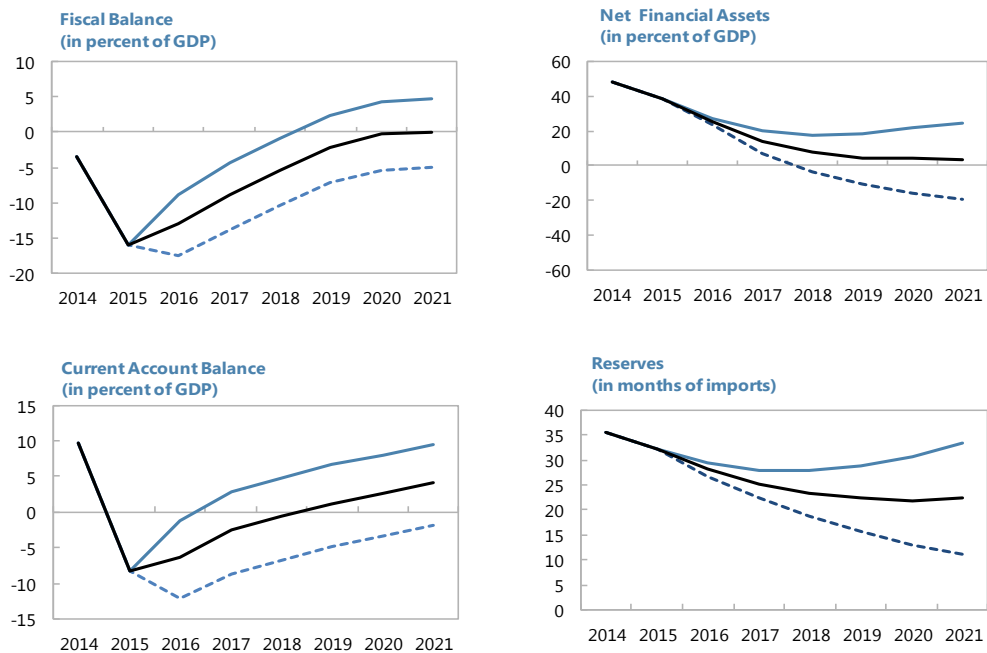 Fiscal Balance
(in percent of GDP)
10
5
0
-5
-10
-15
-20
2014 2015 2016 2017 2018 2019 2020 2021
Net Financial Assets
(in percent of GDP)
60
40
20
0
-20
-40
-60
2014 2015 2016 2017 2018 2019 2020 2021
Current Account Balance
(in percent of GDP)
15
10
5
0
-5
-10
-15
2014 2015 2016 2017 2018 2019 2020 2021
Reserves
(in months of imports)
40
35
30
25
20
15
10
5
0
2014 2015 2016 2017 2018 2019 2020 2021